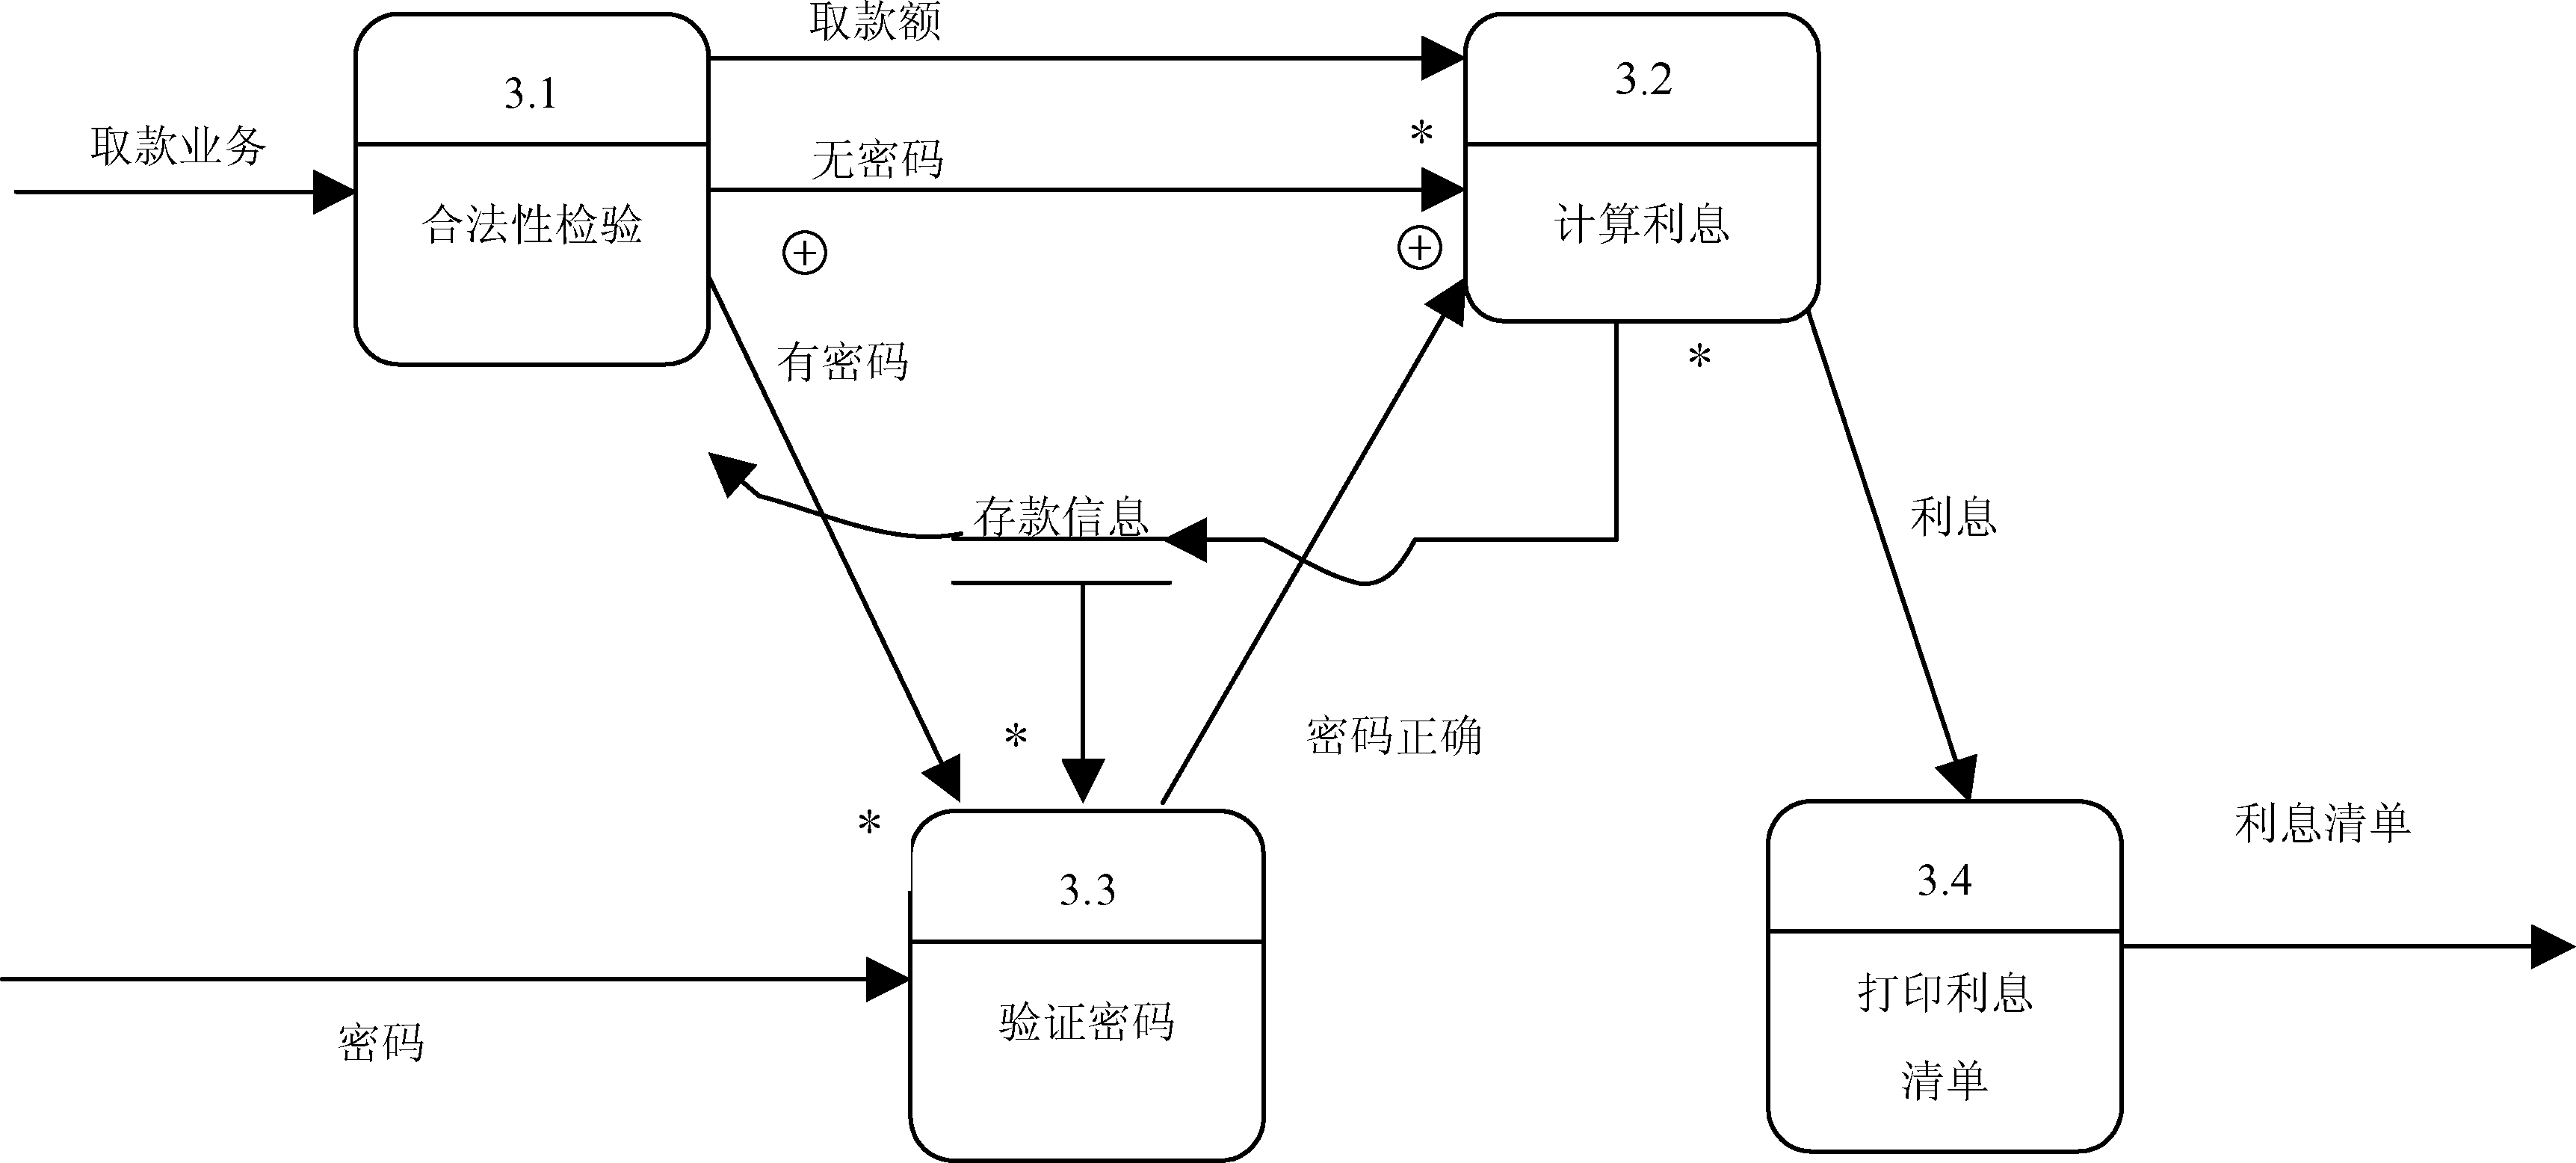 取款额
3.1
3.2
取款业务
*
无密码
合法性检验
计算利息
+
+
有密码
*
存款信息
利息
*
密码正确
*
利息清单
3.3
3.4
打印利息
清单
验证密码
密码